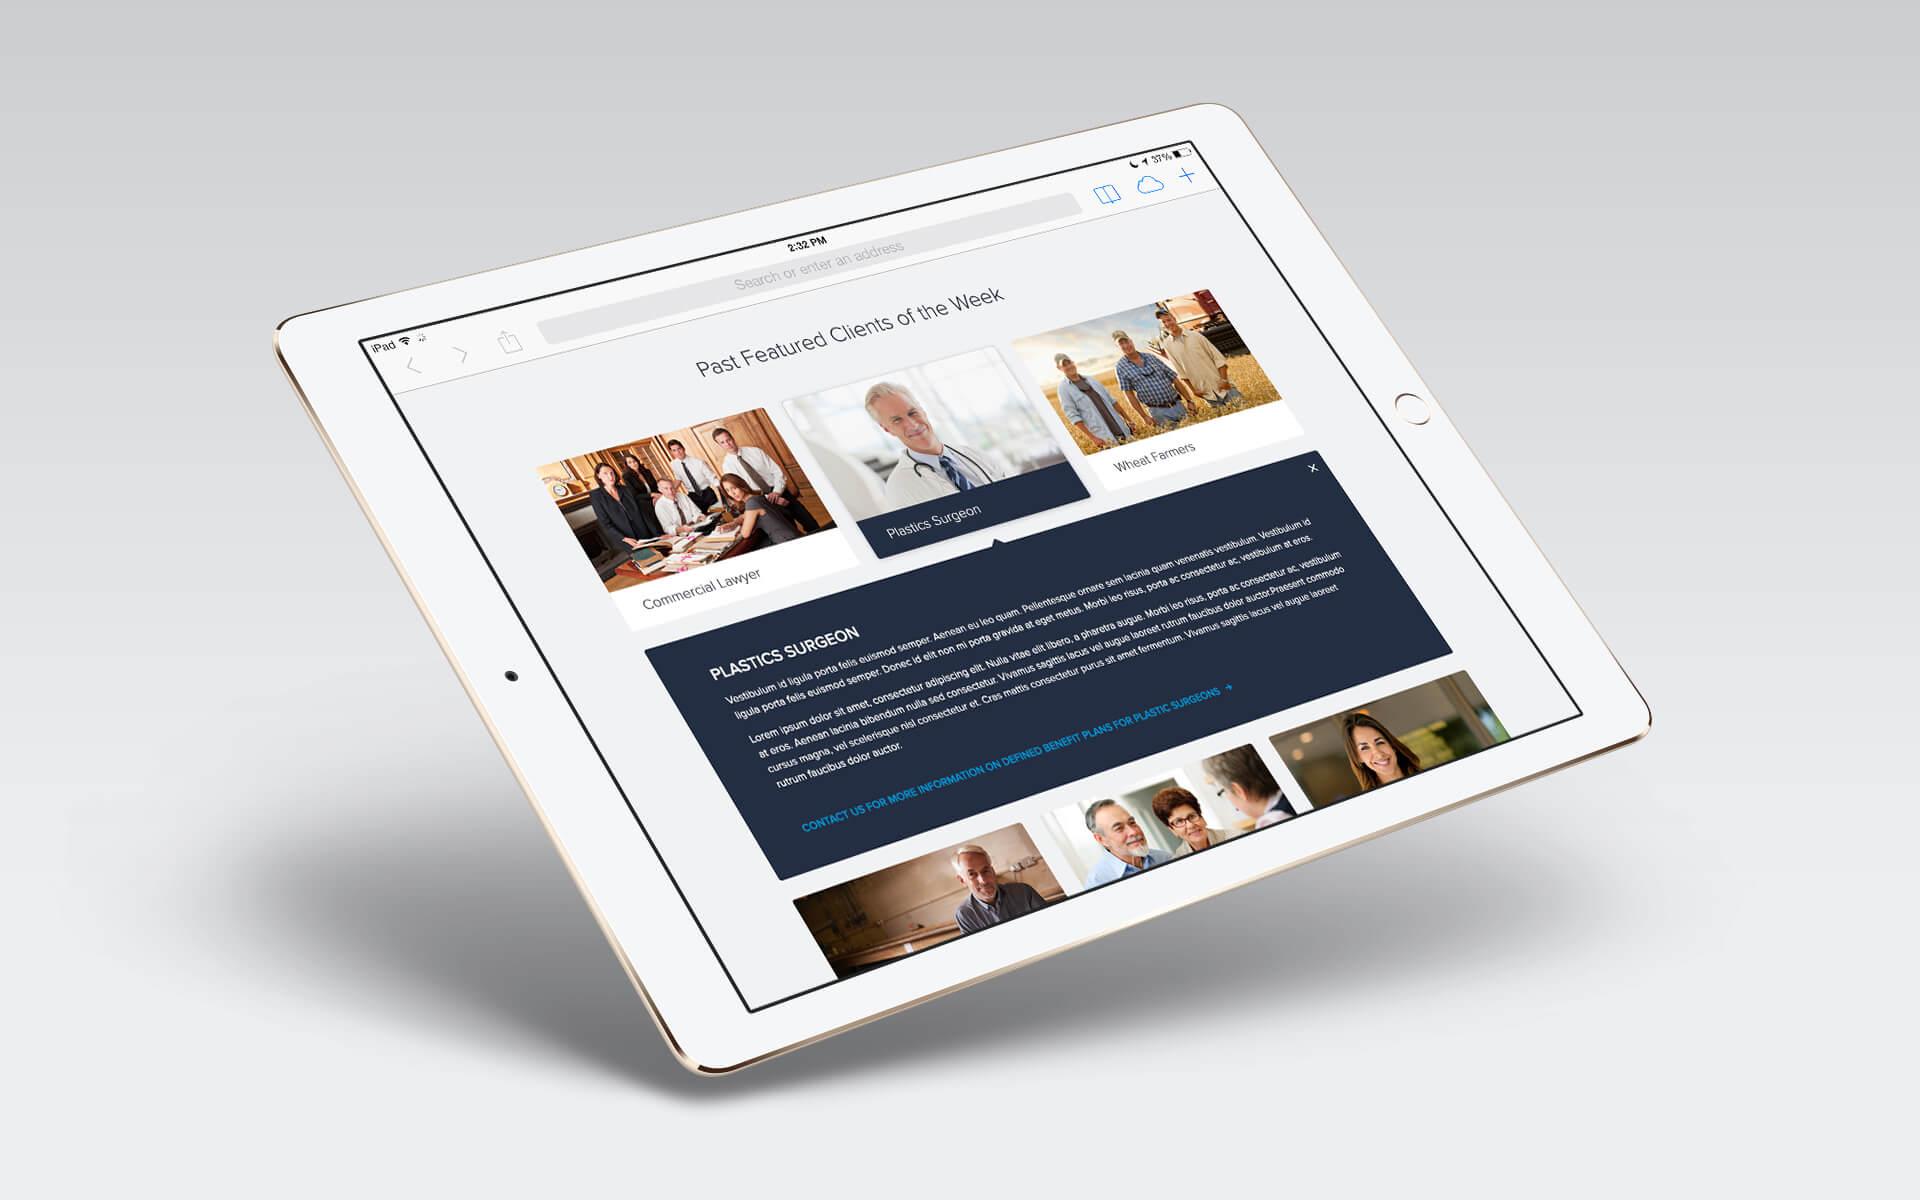 iPad
2:32 PM
37%
Search or enter an address
Past Featured Clients of the Week
Commercial Lawyer
Plastics Surgeon
Wheat Farmers
PLASTICS SURGEON
Vestibulum id ligula porta felis euismod semper. Aenean eu leo quam. Pellentesque ornare sem lacinia quam venenatis vestibulum. Vestibulum id
ligula porta felis euismod semper. Donec id elit non mi porta gravida at eget metus. Morbi leo risus, porta ac consectetur ac, vestibulum at eros.
Lorem ipsum dolor sit amet, consectetur adipiscing elit. Nulla vitae elit libero, a pharetra augue. Morbi leo risus, porta ac consectetur ac, vestibulum
at eros. Aenean lacinia bibendum nulla sed consectetur. Vivamus sagittis lacus vel augue laoreet rutrum faucibus dolor auctor.Praesent commodo
cursus magna, vel scelerisque nisl consectetur et. Cras mattis consectetur purus sit amet fermentum. Vivamus sagittis lacus vel augue laoreet
rutrum faucibus dolor auctor.
CONTACT US FOR MORE INFORMATION ON DEFINED BENEFIT PLANS FOR PLASTIC SURGEONS